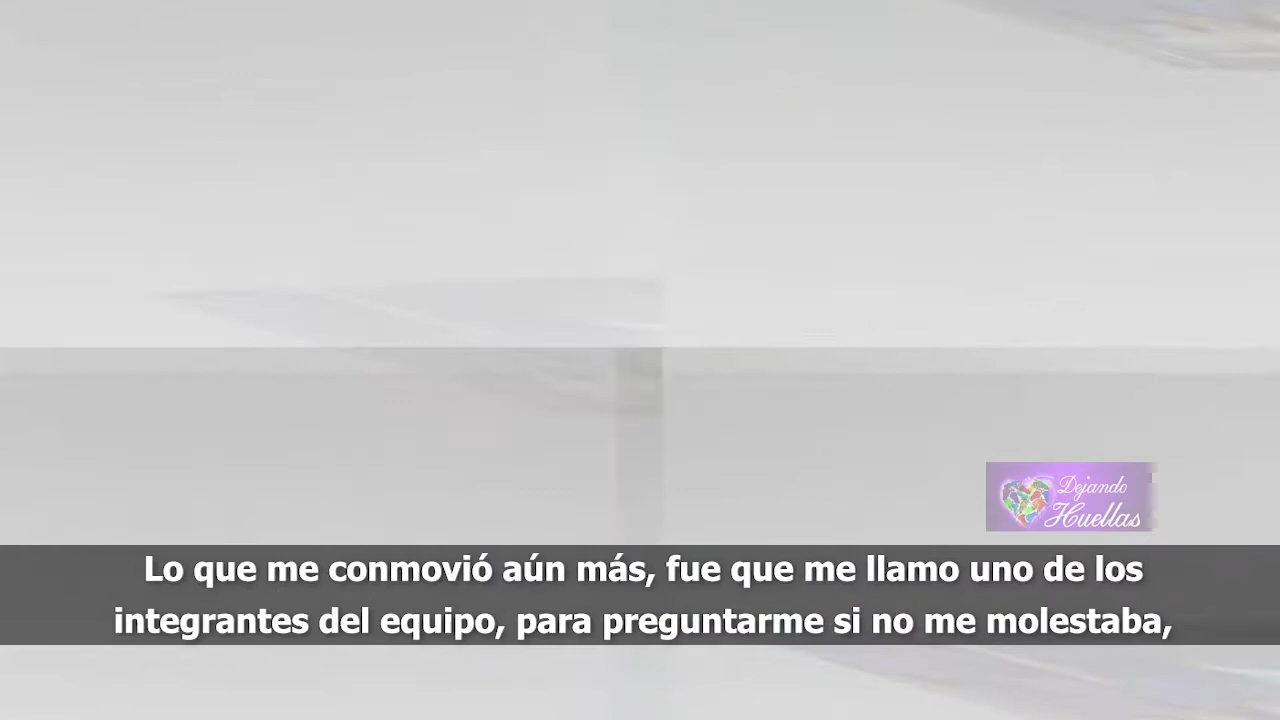 Dejando
Huellas
Lo que me conmovió aún más, fue que me llamo uno de los
integrantes del equipo, para preguntarme si no me molestaba,